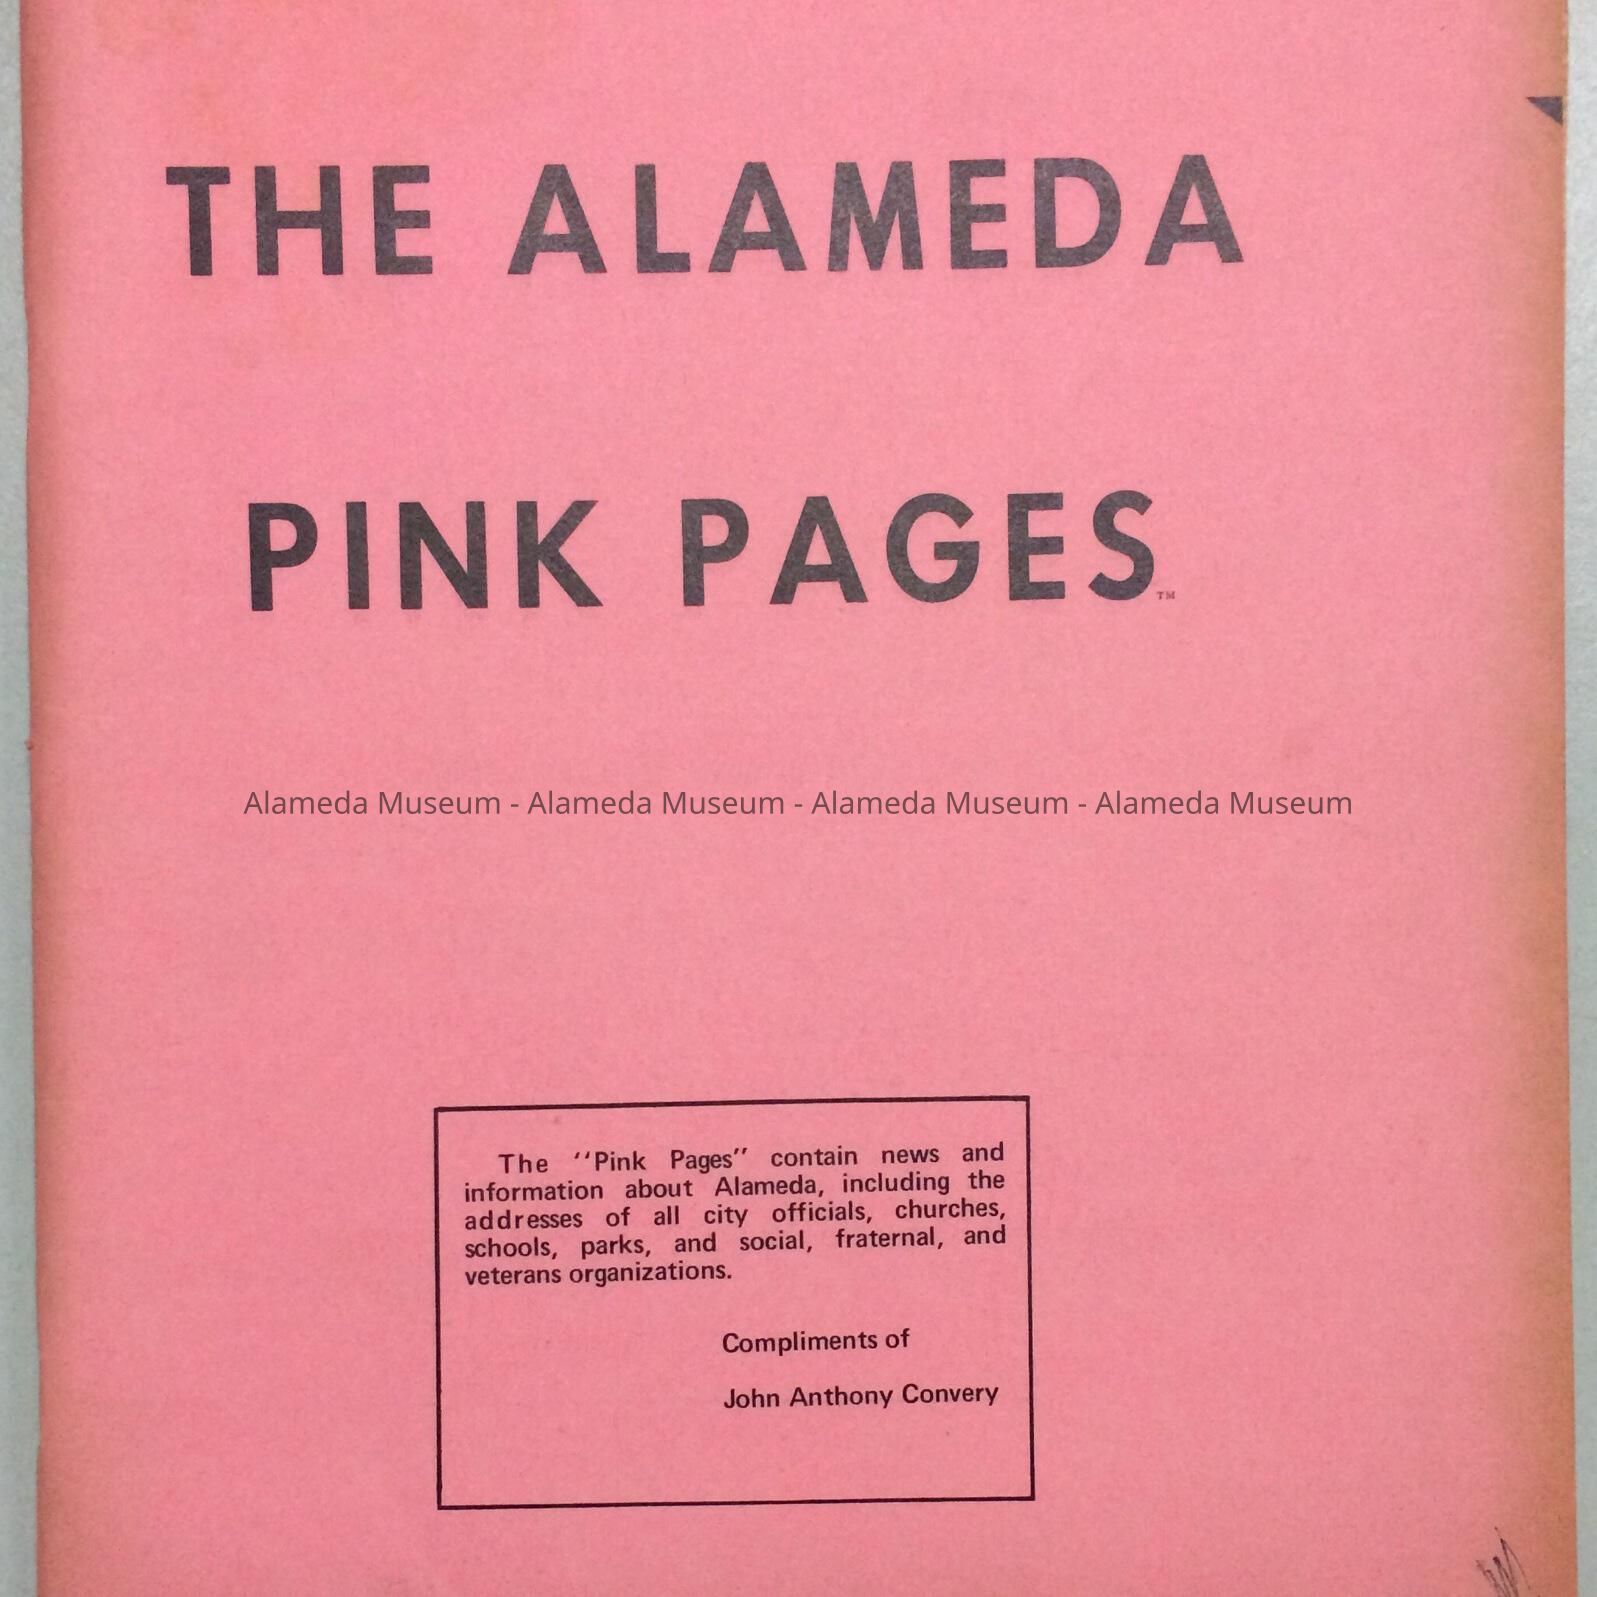 THE ALAMEDA
PINK PAGES™
Alameda Museum - Alameda Museum - Alameda Museum - Alameda Museum
The ‘‘Pink Pages’’ contain news and
information about Alameda, including the
addresses of all city officials, churches,
schools, parks, and social, fraternal, and
veterans organizations.
Compliments of
John Anthony Convery